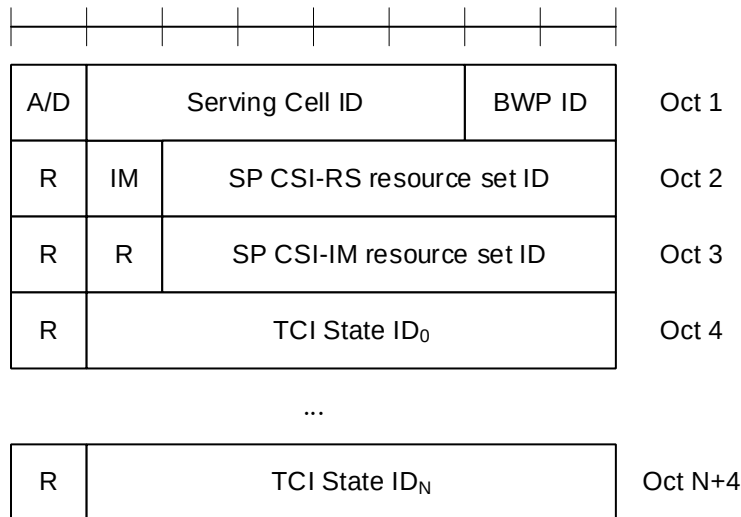 A/D Serving Cell ID BWP ID Oct 1
R IM SP CSI-RS resource set ID Oct 2
R R SP CSI-IM resource set ID Oct 3
R TCI State ID₀ Oct 4
...
R TCI State ID_N Oct N+4